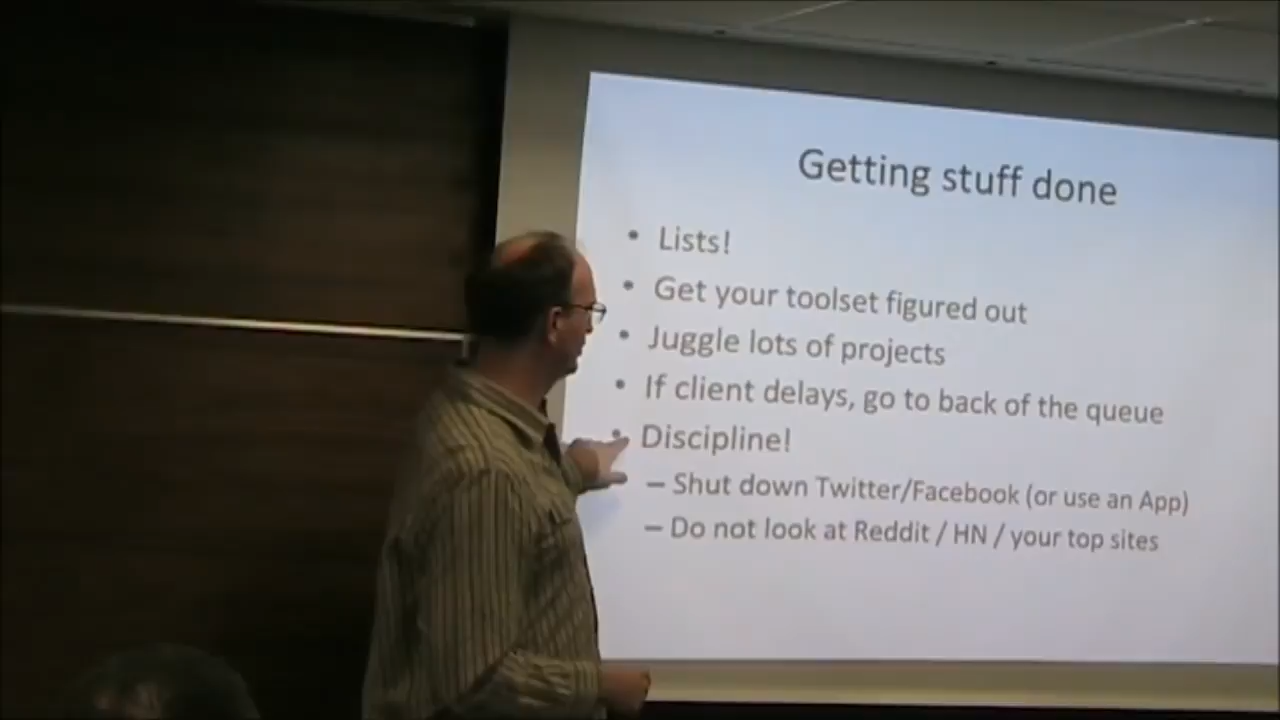 Getting stuff done
• Lists!
• Get your toolset figured out
• Juggle lots of projects
• If client delays, go to back of the queue
• Discipline!
– Shut down Twitter/Facebook (or use an App)
– Do not look at Reddit / HN / your top sites